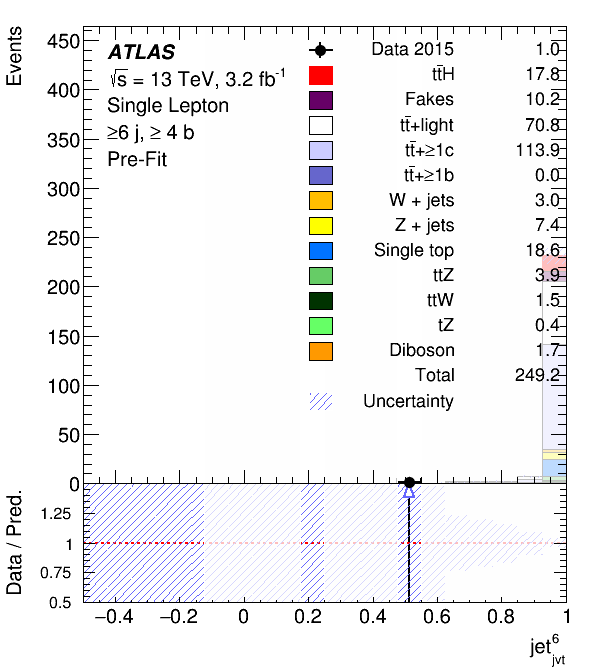 Events
450
400
350
300
250
200
150
100
50
0
ATLAS
√s = 13 TeV, 3.2 fb-1
Single Lepton
≥6 j, ≥ 4 b
Pre-Fit
Data 2015 1.0
tt̄H 17.8
Fakes 10.2
tt̄+light 70.8
tt̄+≥1c 113.9
tt̄+≥1b 0.0
W + jets 3.0
Z + jets 7.4
Single top 18.6
ttZ 3.9
ttW 1.5
tZ 0.4
Diboson 1.7
Total 249.2
Uncertainty
Data / Pred.
1.25
1
0.75
0.5
−0.4 −0.2 0 0.2 0.4 0.6 0.8 1
jet6jvt